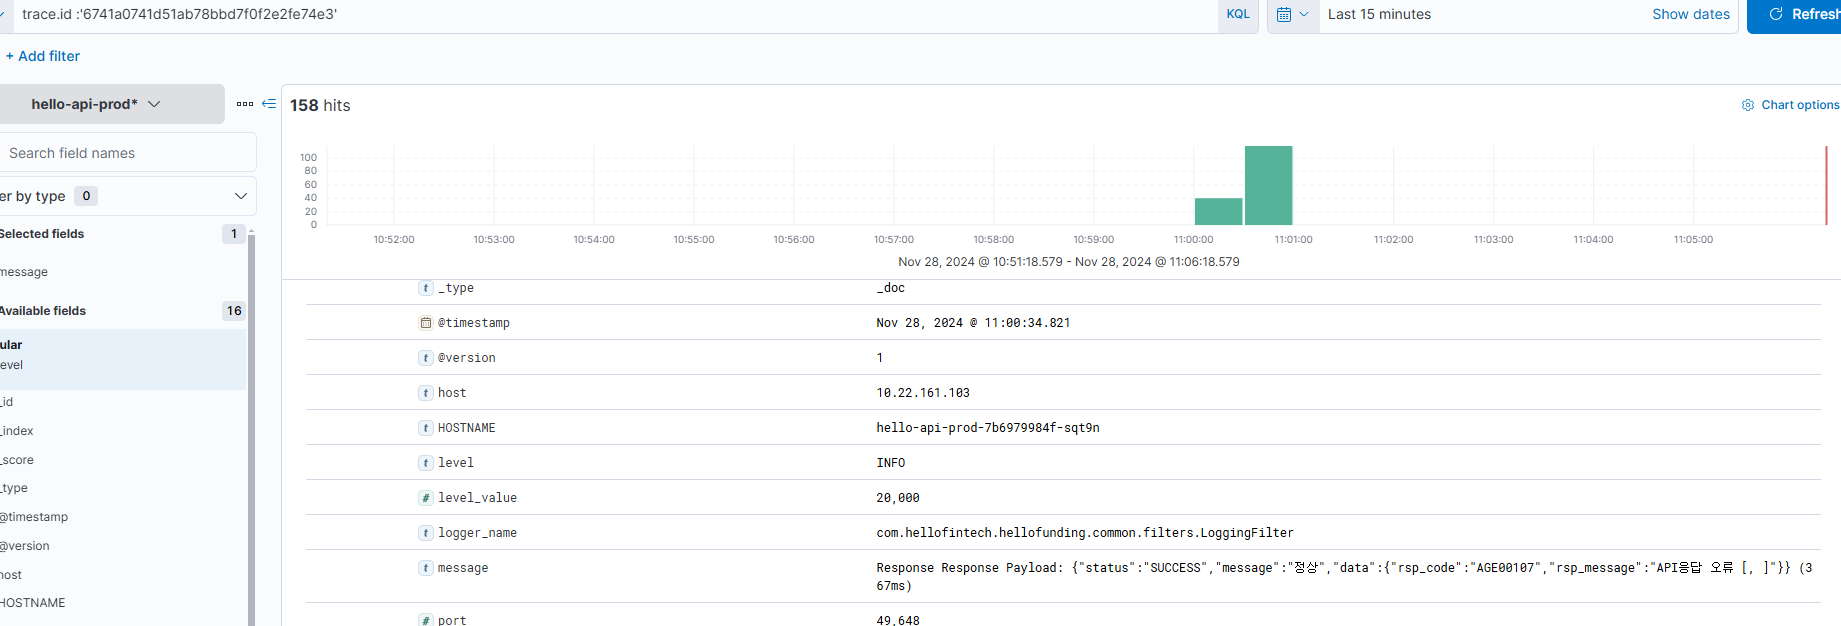 trace.id :'6741a0741d51ab78bbd7f0f2e2fe74e3'
KQL
Last 15 minutes
Show dates
Refresh
+ Add filter
hello-api-prod*
158 hits
Chart options
Search field names
er by type 0
Selected fields 1
message
Available fields 16
ular
evel
_id
_index
_score
_type
@timestamp
@version
host
HOSTNAME
100
80
60
40
20
0
10:52:00 10:53:00 10:54:00 10:55:00 10:56:00 10:57:00 10:58:00 10:59:00 11:00:00 11:01:00 11:02:00 11:03:00 11:04:00 11:05:00
Nov 28, 2024 @ 10:51:18.579 - Nov 28, 2024 @ 11:06:18.579
t _type _doc
@timestamp Nov 28, 2024 @ 11:00:34.821
t @version 1
t host 10.22.161.103
t HOSTNAME hello-api-prod-7b6979984f-sqt9n
t level INFO
# level_value 20,000
t logger_name com.hellofintech.hellofunding.common.filters.LoggingFilter
t message Response Response Payload: {"status":"SUCCESS","message":"정상","data":{"rsp_code":"AGE00107","rsp_message":"API응답 오류 [, ]"}} (3
67ms)
# port 49,648